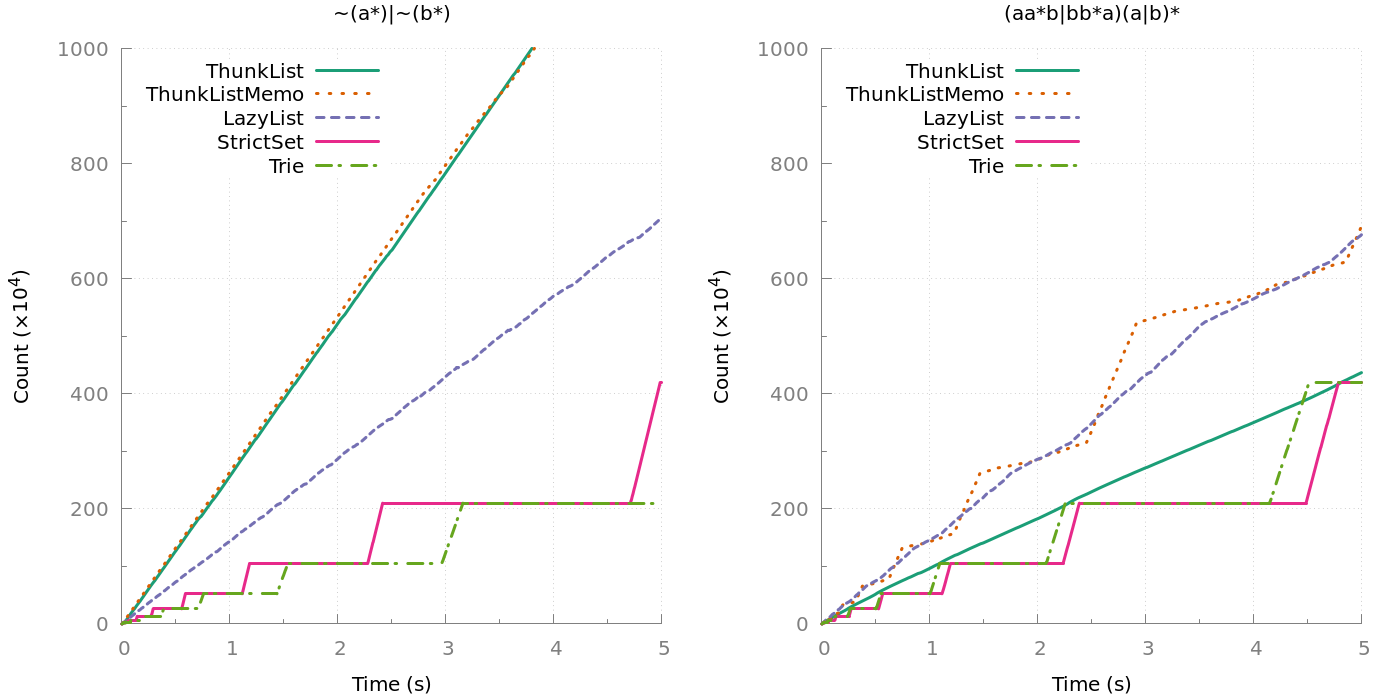 ~(a*)|~(b*)
1000
800
600
400
200
0
Count (×10⁴)
ThunkList
ThunkListMemo
LazyList
StrictSet
Trie
0 1 2 3 4 5
Time (s)
(aa*b|bb*a)(a|b)*
1000
800
600
400
200
0
Count (×10⁴)
ThunkList
ThunkListMemo
LazyList
StrictSet
Trie
0 1 2 3 4 5
Time (s)